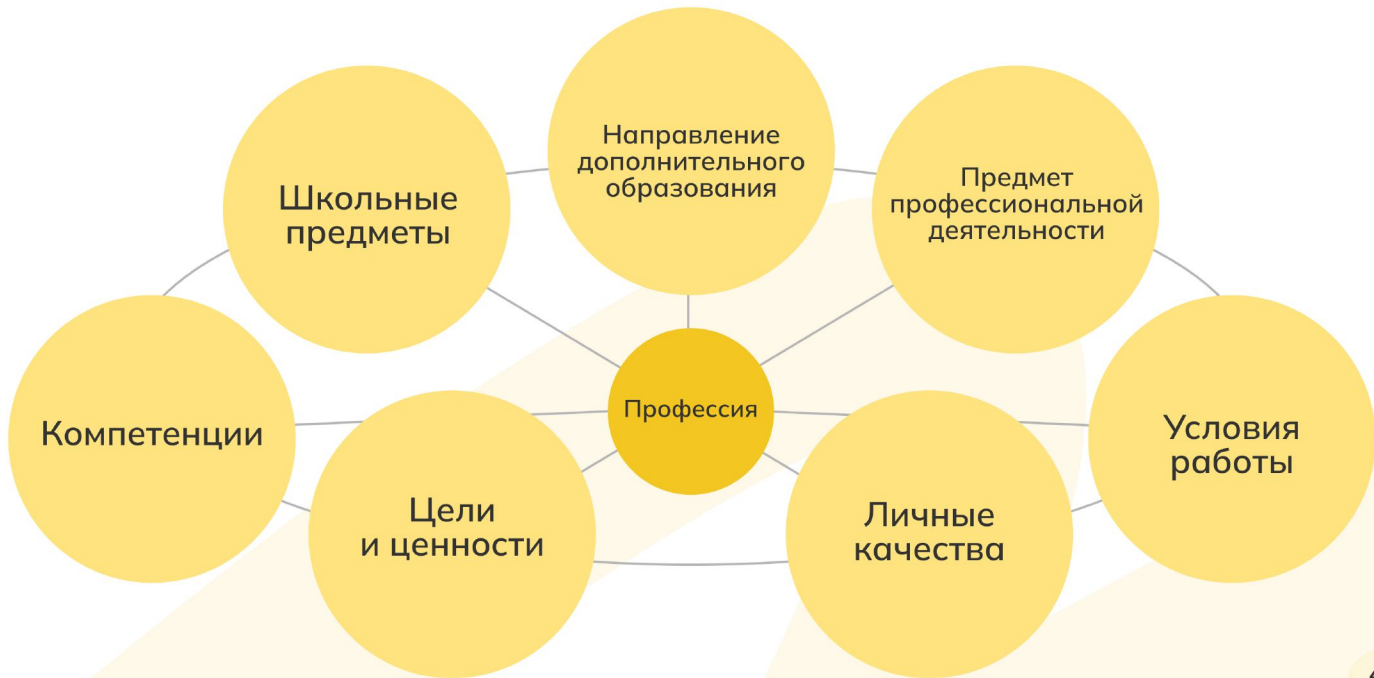 Направление
дополнительного
образования
Школьные
предметы
Предмет
профессиональной
деятельности
Компетенции
Профессия
Условия
работы
Цели
и ценности
Личные
качества